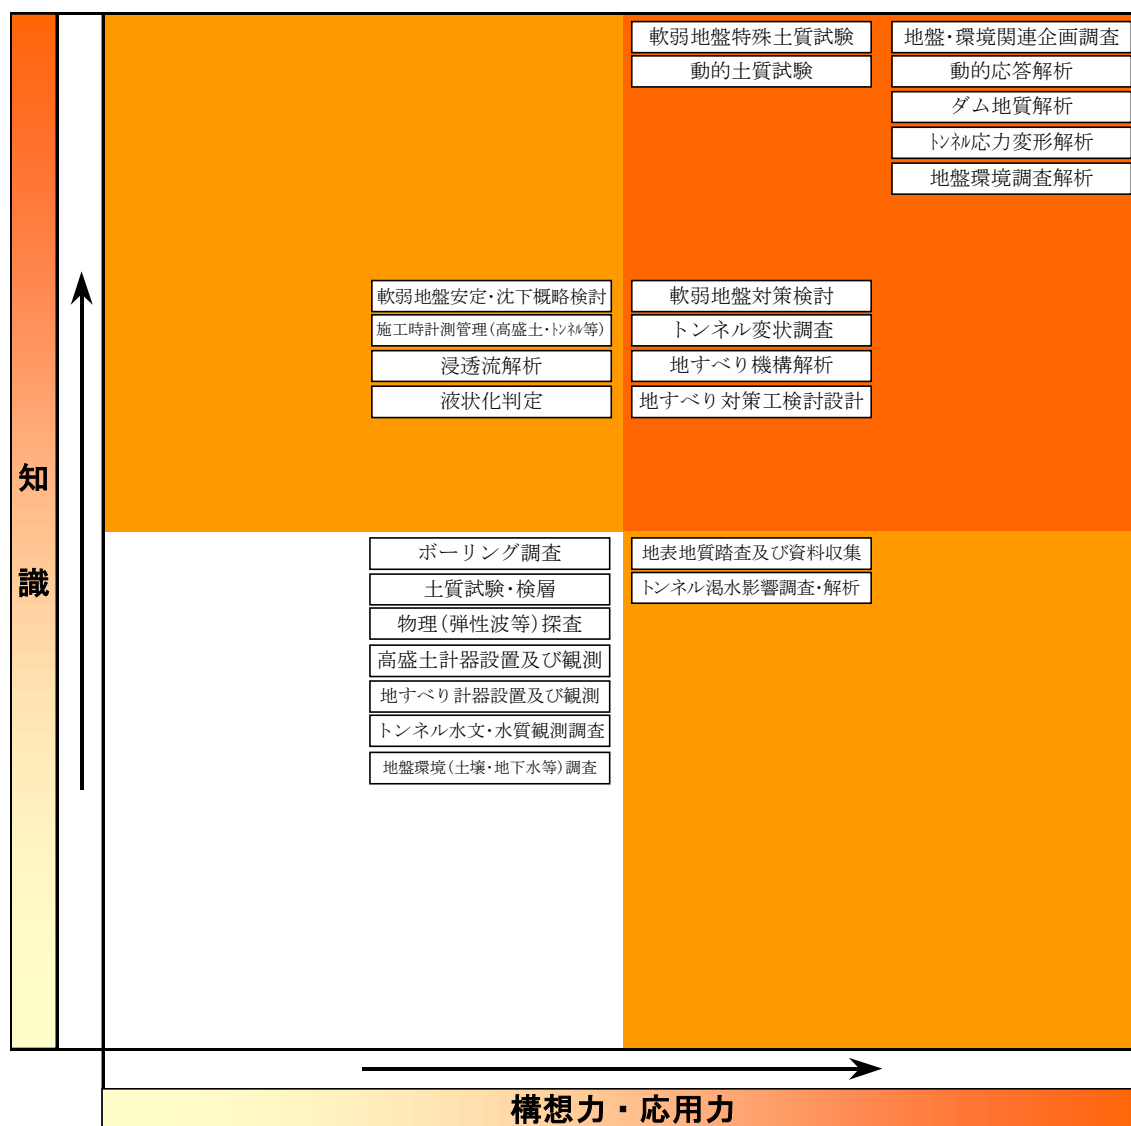 軟弱地盤特殊土質試験
動的土質試験
地盤・環境関連企画調査
動的応答解析
ダム地質解析
ﾄﾝﾈﾙ応力変形解析
地盤環境調査解析
軟弱地盤安定・沈下概略検討
施工時計測管理(高盛土・ﾄﾝﾈﾙ等)
浸透流解析
液状化判定
軟弱地盤対策検討
トンネル変状調査
地すべり機構解析
地すべり対策工検討設計
知
識
ボーリング調査
土質試験・検層
物理(弾性波等)探査
高盛土計器設置及び観測
地すべり計器設置及び観測
トンネル水文・水質観測調査
地盤環境(土壌・地下水等)調査
地表地質踏査及び資料収集
トンネル渇水影響調査・解析
構想力・応用力